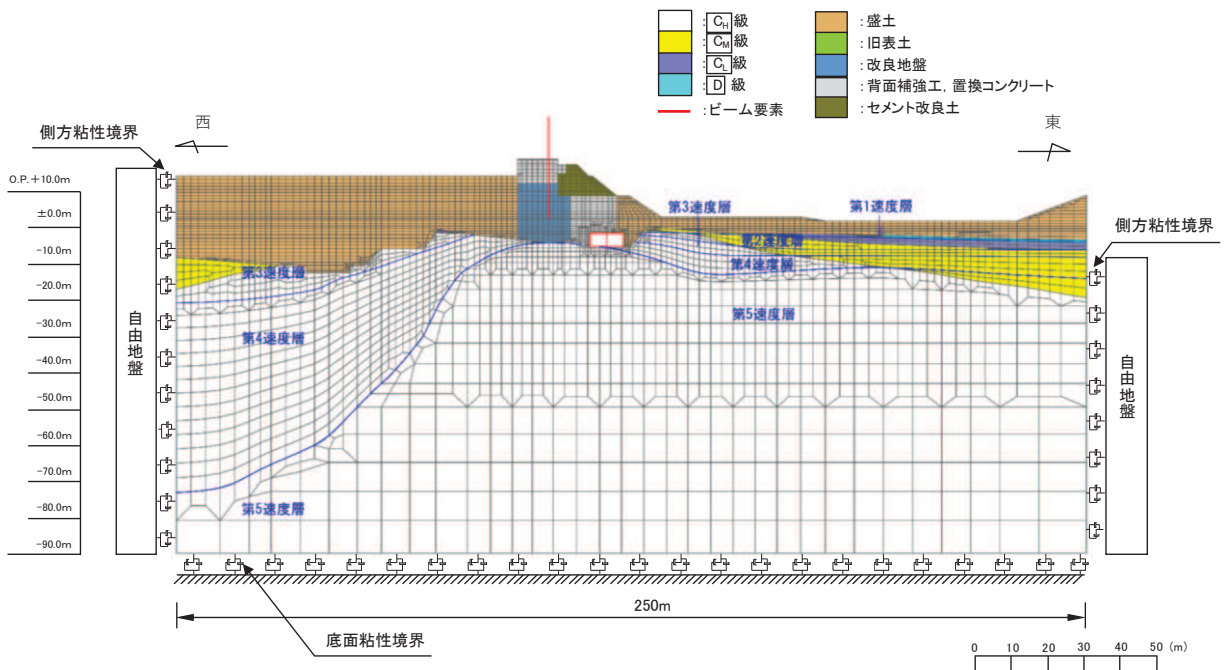 : CH 級
: CM 級
: CL 級
: D 級
: ビーム要素
: 盛土
: 旧表土
: 改良地盤
: 背面補強工，置換コンクリート
: セメント改良土
西
東
側方粘性境界
側方粘性境界
O.P.＋10.0m
±0.0m
-10.0m
-20.0m
-30.0m
-40.0m
-50.0m
-60.0m
-70.0m
-80.0m
-90.0m
自由地盤
自由地盤
第3速度層
第1速度層
第2速度層
第4速度層
第5速度層
第3速度層
第4速度層
第5速度層
250m
底面粘性境界
0 10 20 30 40 50 (m)